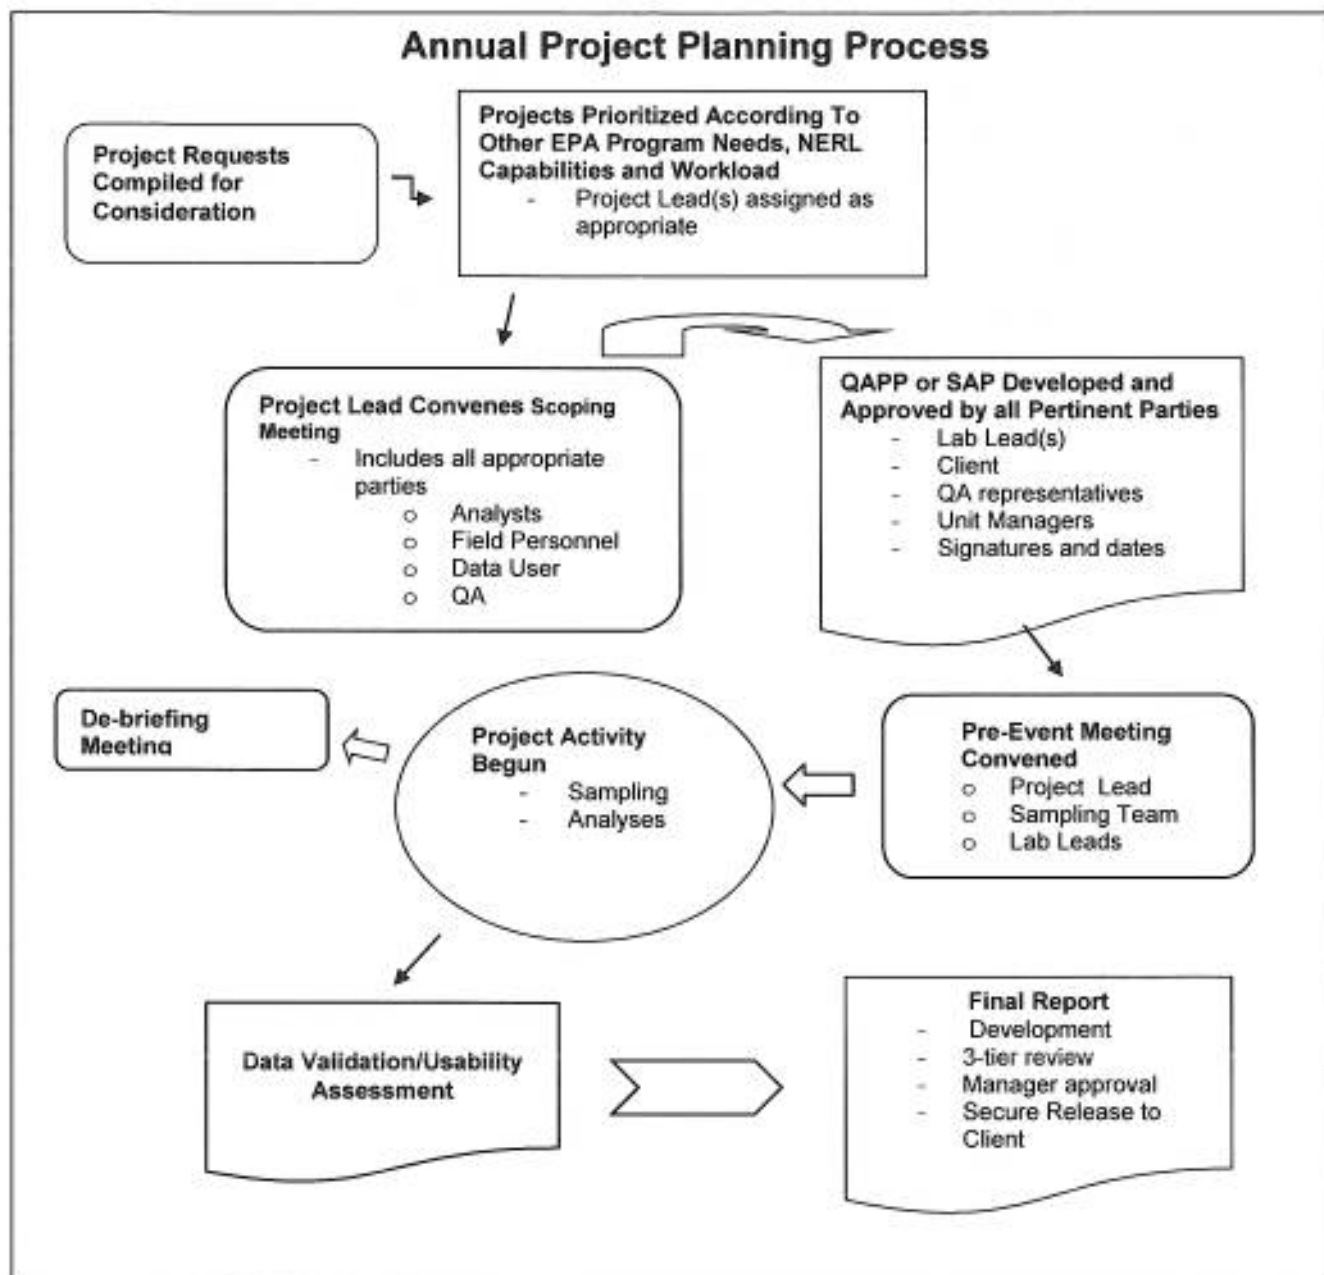 Annual Project Planning Process
Project Requests
Compiled for
Consideration
Projects Prioritized According To
Other EPA Program Needs, NERL
Capabilities and Workload
- Project Lead(s) assigned as
appropriate
Project Lead Convenes Scoping
Meeting
- Includes all appropriate
parties
o Analysts
o Field Personnel
o Data User
o QA
QAPP or SAP Developed and
Approved by all Pertinent Parties
- Lab Lead(s)
- Client
- QA representatives
- Unit Managers
- Signatures and dates
Pre-Event Meeting
Convened
o Project Lead
o Sampling Team
o Lab Leads
Project Activity
Begun
- Sampling
- Analyses
De-briefing
Meeting
Data Validation/Usability
Assessment
Final Report
- Development
- 3-tier review
- Manager approval
- Secure Release to
Client